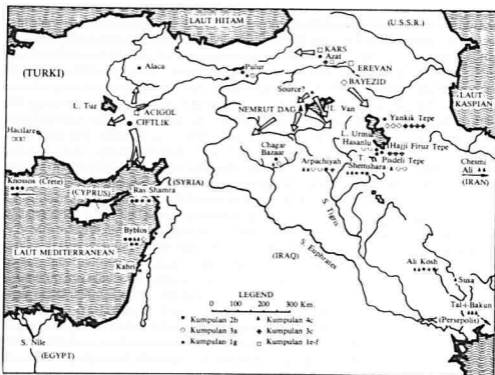 LAUT HITAM
(U.S.S.R.)
(TURKI)
Alaca
Pulur
KARS
Azat
EREVAN
BAYEZID
LAUT
KASPIAN
L. Tuz
ACIGOL
CIFTLIK
Source?
NEMRUT DAG
L. Van
Yankik Tepe
L. Urmia
Hasanlu
Hajji Firuz Tepe
Pisdeli Tepe
Hacilare
Chagar
Bazaar
Arpachiyah
Shemshara
Chesmi
Ali
(IRAN)
Knossos (Crete)
(CYPRUS)
Ras Shamra
(SYRIA)
S. Tigris
Byblos
LAUT MEDITERRANEAN
(IRAQ)
S. Euphrates
Kabri
Ali Kosh
Susa
Tal-i-Bakun
(Persepolis)
S. Nile
(EGYPT)
LEGEND
0 100 200 300 Km.
Kumpulan 2b
Kumpulan 4c
Kumpulan 3a
Kumpulan 3c
Kumpulan 1g
Kumpulan 1e-f